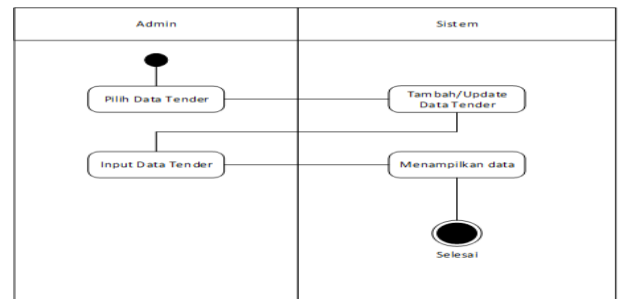 Admin
Sistem
Pilih Data Tender
Tambah/Update
Data Tender
Input Data Tender
Menampilkan data
Selesai